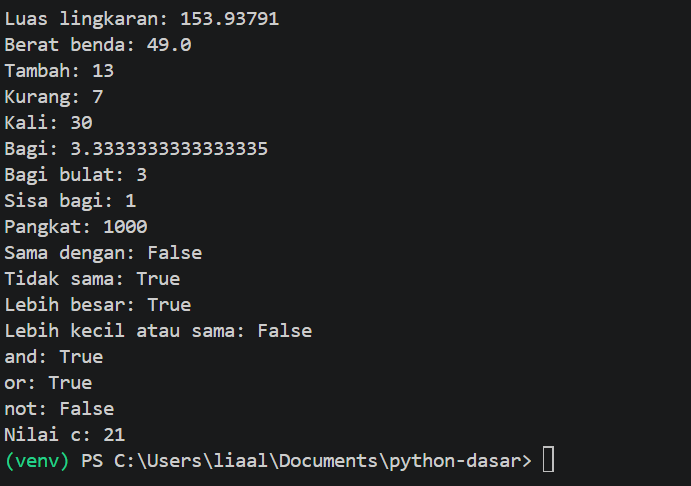 Luas lingkaran: 153.93791
Berat benda: 49.0
Tambah: 13
Kurang: 7
Kali: 30
Bagi: 3.3333333333333335
Bagi bulat: 3
Sisa bagi: 1
Pangkat: 1000
Sama dengan: False
Tidak sama: True
Lebih besar: True
Lebih kecil atau sama: False
and: True
or: True
not: False
Nilai c: 21
(venv) PS C:\Users\liaal\Documents\python-dasar>